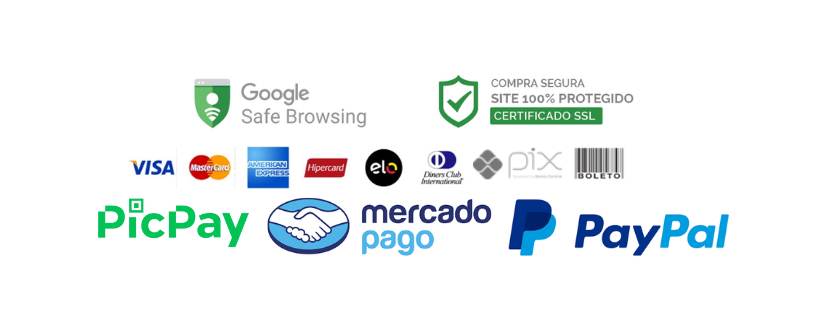 Google
Safe Browsing
COMPRA SEGURA
SITE 100% PROTEGIDO
CERTIFICADO SSL
VISA
MasterCard
AMERICAN EXPRESS
Hipercard
elo
Diners Club
International
pix
BOLETO
PicPay
mercado
pago
PayPal